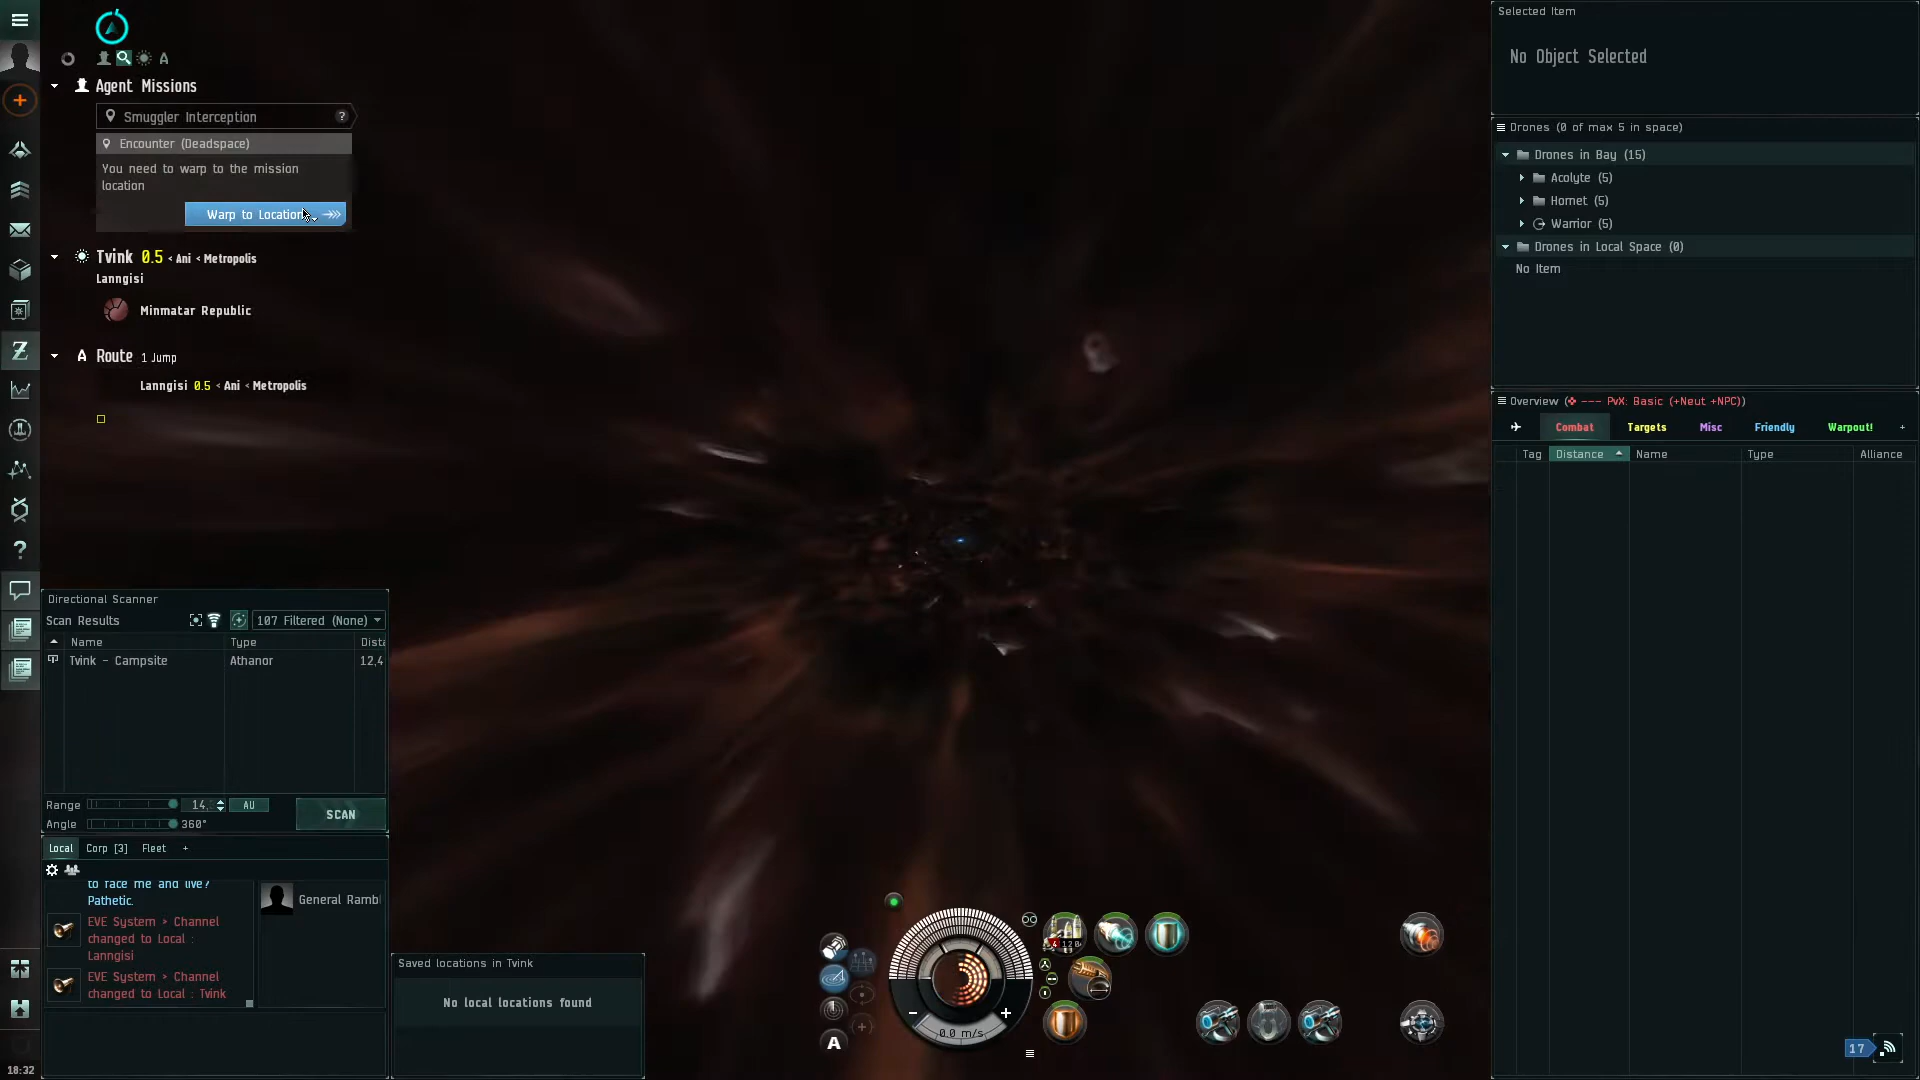 Agent Missions
Smuggler Interception
?
Encounter (Deadspace)
You need to warp to the mission
location
Warp to Location
Tvink 0.5 < Ani < Metropolis
Lanngisi
Minmatar Republic
Route 1 Jump
Lanngisi 0.5 < Ani < Metropolis
Directional Scanner
Scan Results
107 Filtered (None)
Name Type Dista
Tvink - Campsite Athanor 12,4
Range 14. AU
Angle 360°
SCAN
Local Corp [3] Fleet +
to face me and live?
Pathetic.
EVE System > Channel
changed to Local :
Lanngisi
EVE System > Channel
changed to Local : Tvink
General Rambl
18:32
Saved locations in Tvink
No local locations found
120
0.0 m/s
A
Selected Item
No Object Selected
Drones (0 of max 5 in space)
Drones in Bay (15)
Acolyte (5)
Hornet (5)
Warrior (5)
Drones in Local Space (0)
No Item
Overview (--- PvX: Basic (+Neut +NPC))
Combat Targets Misc Friendly Warpout! +
Tag Distance Name Type Alliance
17